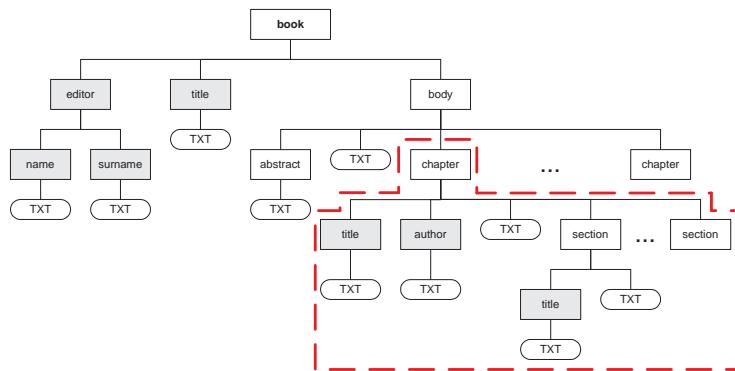 book
editor
title
body
TXT
name
surname
abstract
TXT
chapter
...
chapter
TXT
TXT
TXT
title
author
TXT
section
...
section
TXT
TXT
title
TXT
TXT